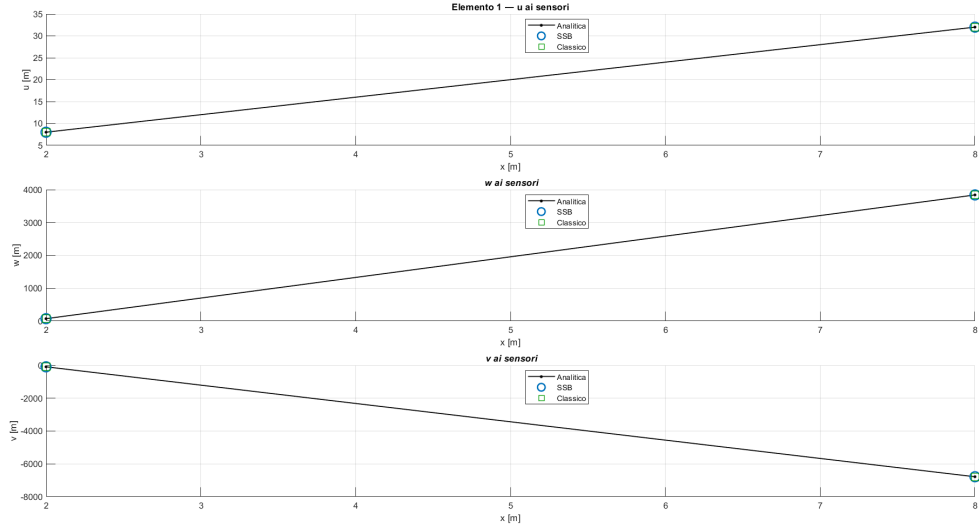 Elemento 1 — u ai sensori
35
30
25
20
15
10
5
u [m]
Analitica
SSB
Classico
2
3
4
5
6
7
8
x [m]
w ai sensori
4000
3000
2000
1000
0
w [m]
Analitica
SSB
Classico
2
3
4
5
6
7
8
x [m]
v ai sensori
0
-2000
-4000
-6000
-8000
v [m]
Analitica
SSB
Classico
2
3
4
5
6
7
8
x [m]